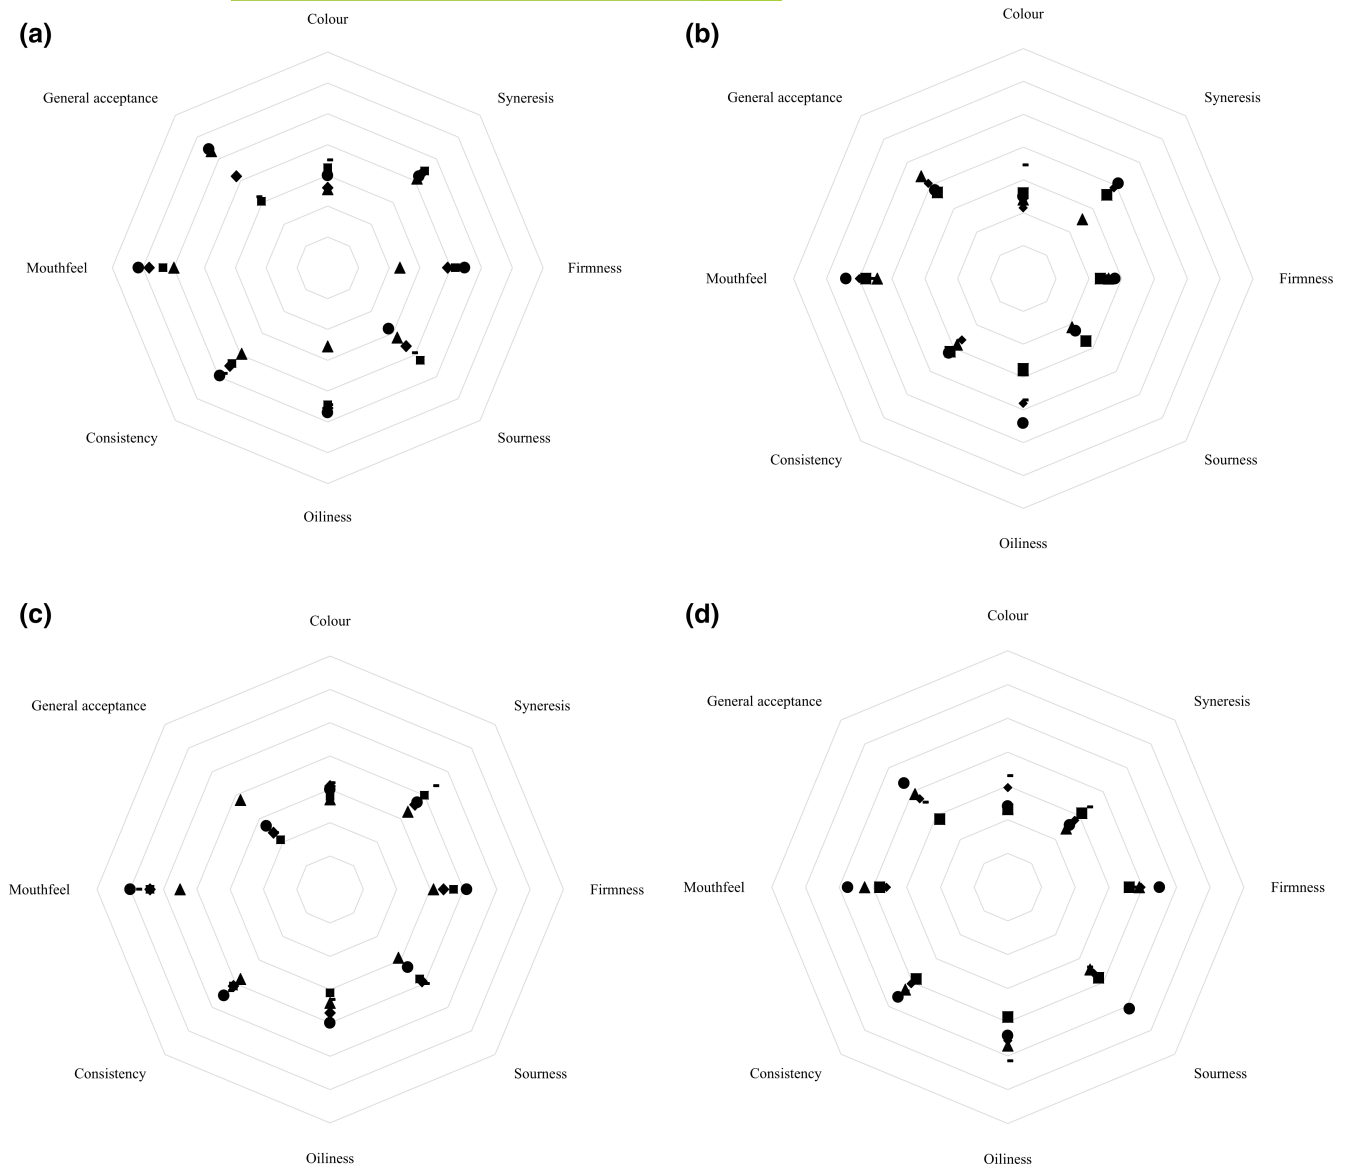 (a)
Colour
General acceptance
Syneresis
Mouthfeel
Firmness
Consistency
Sourness
Oiliness
(b)
Colour
General acceptance
Syneresis
Mouthfeel
Firmness
Consistency
Sourness
Oiliness
(c)
Colour
General acceptance
Syneresis
Mouthfeel
Firmness
Consistency
Sourness
Oiliness
(d)
Colour
General acceptance
Syneresis
Mouthfeel
Firmness
Consistency
Sourness
Oiliness